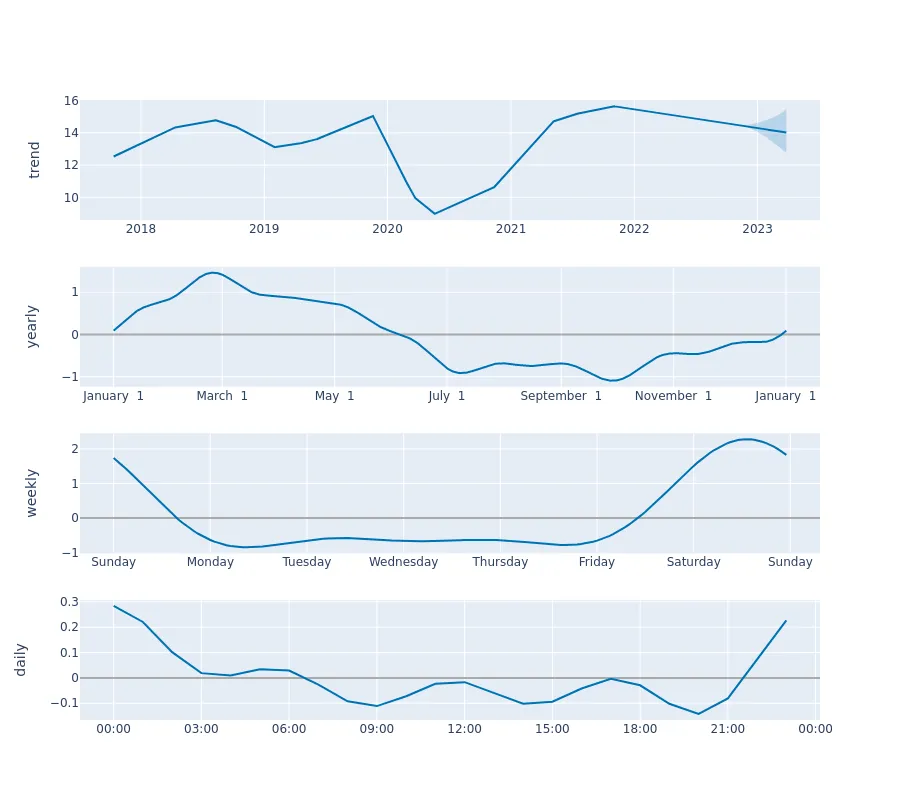 trend
16
14
12
10
2018 2019 2020 2021 2022 2023
yearly
1
0
−1
January 1 March 1 May 1 July 1 September 1 November 1 January 1
weekly
2
1
0
−1
Sunday Monday Tuesday Wednesday Thursday Friday Saturday Sunday
daily
0.3
0.2
0.1
0
−0.1
00:00 03:00 06:00 09:00 12:00 15:00 18:00 21:00 00:00